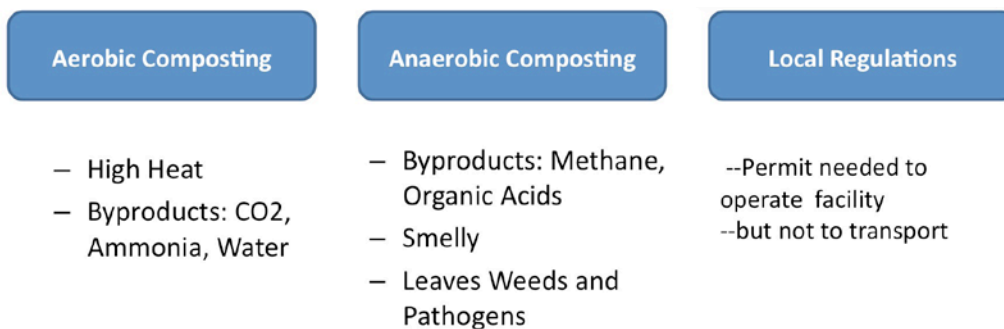 Aerobic Composting
– High Heat
– Byproducts: CO2,
Ammonia, Water
Anaerobic Composting
– Byproducts: Methane,
Organic Acids
– Smelly
– Leaves Weeds and
Pathogens
Local Regulations
--Permit needed to
operate facility
--but not to transport